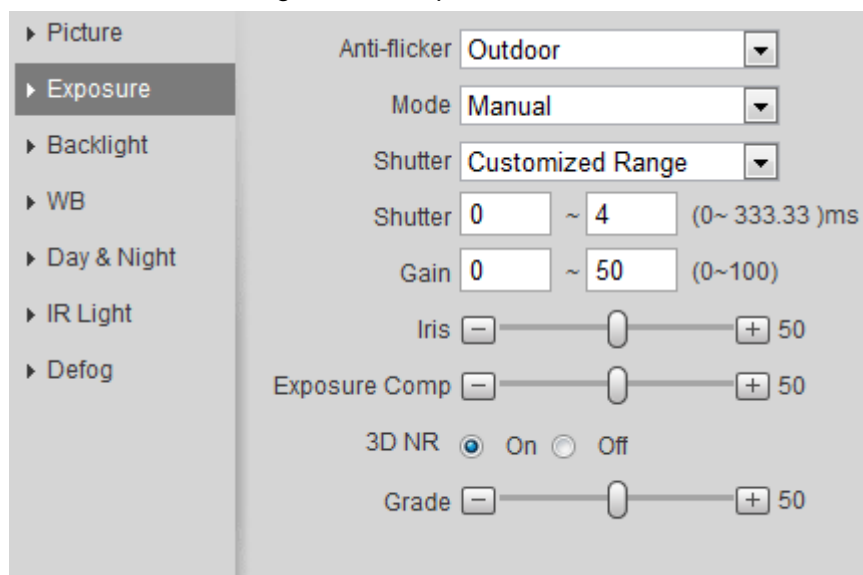 Picture
Exposure
Backlight
WB
Day & Night
IR Light
Defog
Anti-flicker Outdoor
Mode Manual
Shutter Customized Range
Shutter 0 ~ 4 (0~ 333.33 )ms
Gain 0 ~ 50 (0~100)
Iris 50
Exposure Comp 50
3D NR On Off
Grade 50